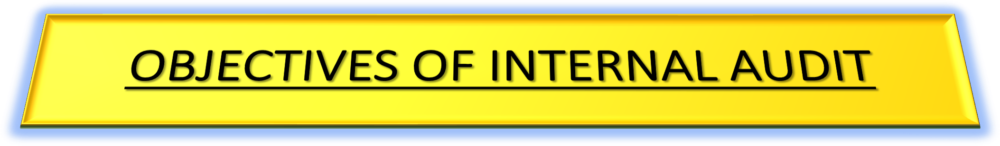 OBJECTIVES OF INTERNAL AUDIT